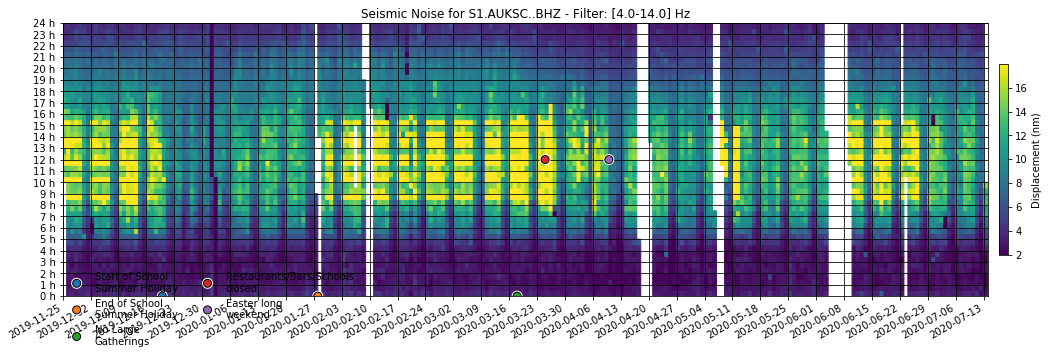 Seismic Noise for S1.AUKSC..BHZ - Filter: [4.0-14.0] Hz
24 h
23 h
22 h
21 h
20 h
19 h
18 h
17 h
16 h
15 h
14 h
13 h
12 h
11 h
10 h
9 h
8 h
7 h
6 h
5 h
4 h
3 h
2 h
1 h
0 h
16
14
12
10
8
6
4
2
Displacement (nm)
Start of School
Summer Holiday
End of School
Summer Holiday
No Large
Gatherings
Restaurants/Bars/Schools
closed
Easter long
weekend
2019-11-25
2019-12-30
2020-01-27
2020-02-03
2020-02-10
2020-02-17
2020-02-24
2020-03-02
2020-03-09
2020-03-16
2020-03-23
2020-03-30
2020-04-06
2020-04-13
2020-04-20
2020-04-27
2020-05-04
2020-05-11
2020-05-18
2020-05-25
2020-06-01
2020-06-08
2020-06-15
2020-06-22
2020-06-29
2020-07-06
2020-07-13